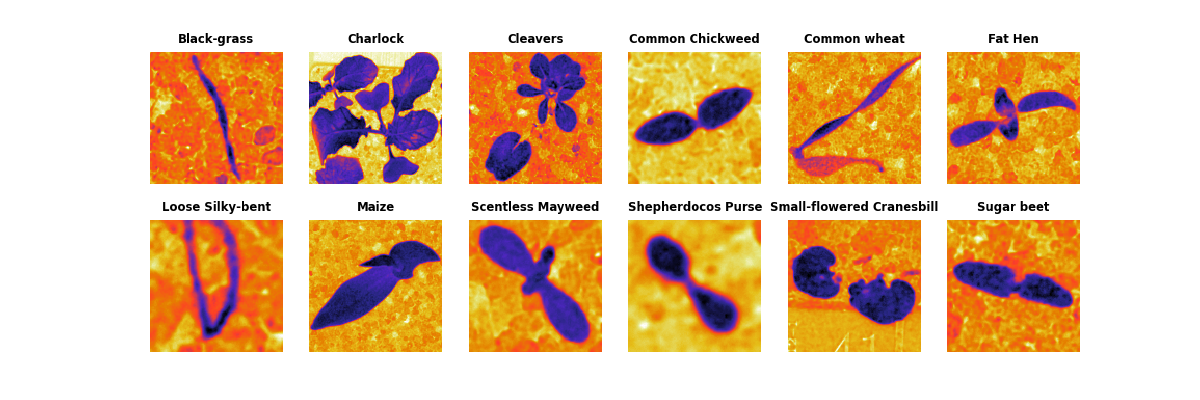 Black-grass
Charlock
Cleavers
Common Chickweed
Common wheat
Fat Hen
Loose Silky-bent
Maize
Scentless Mayweed
Shepherdocos Purse
Small-flowered Cranesbill
Sugar beet